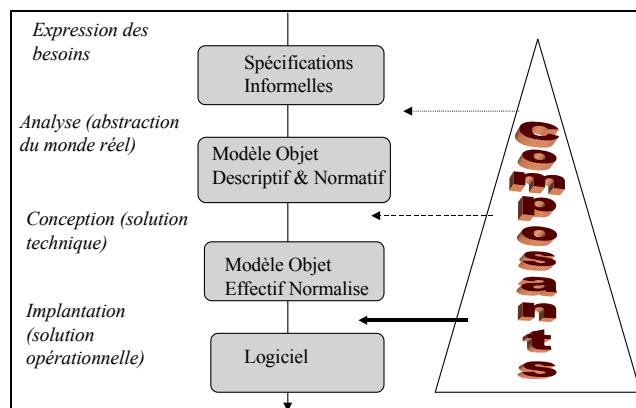 Expression des
besoins
Spécifications
Informelles
Analyse (abstraction
du monde réel)
Modèle Objet
Descriptif & Normatif
Conception (solution
technique)
Modèle Objet
Effectif Normalise
Implantation
(solution
opérationnelle)
Logiciel
Composants